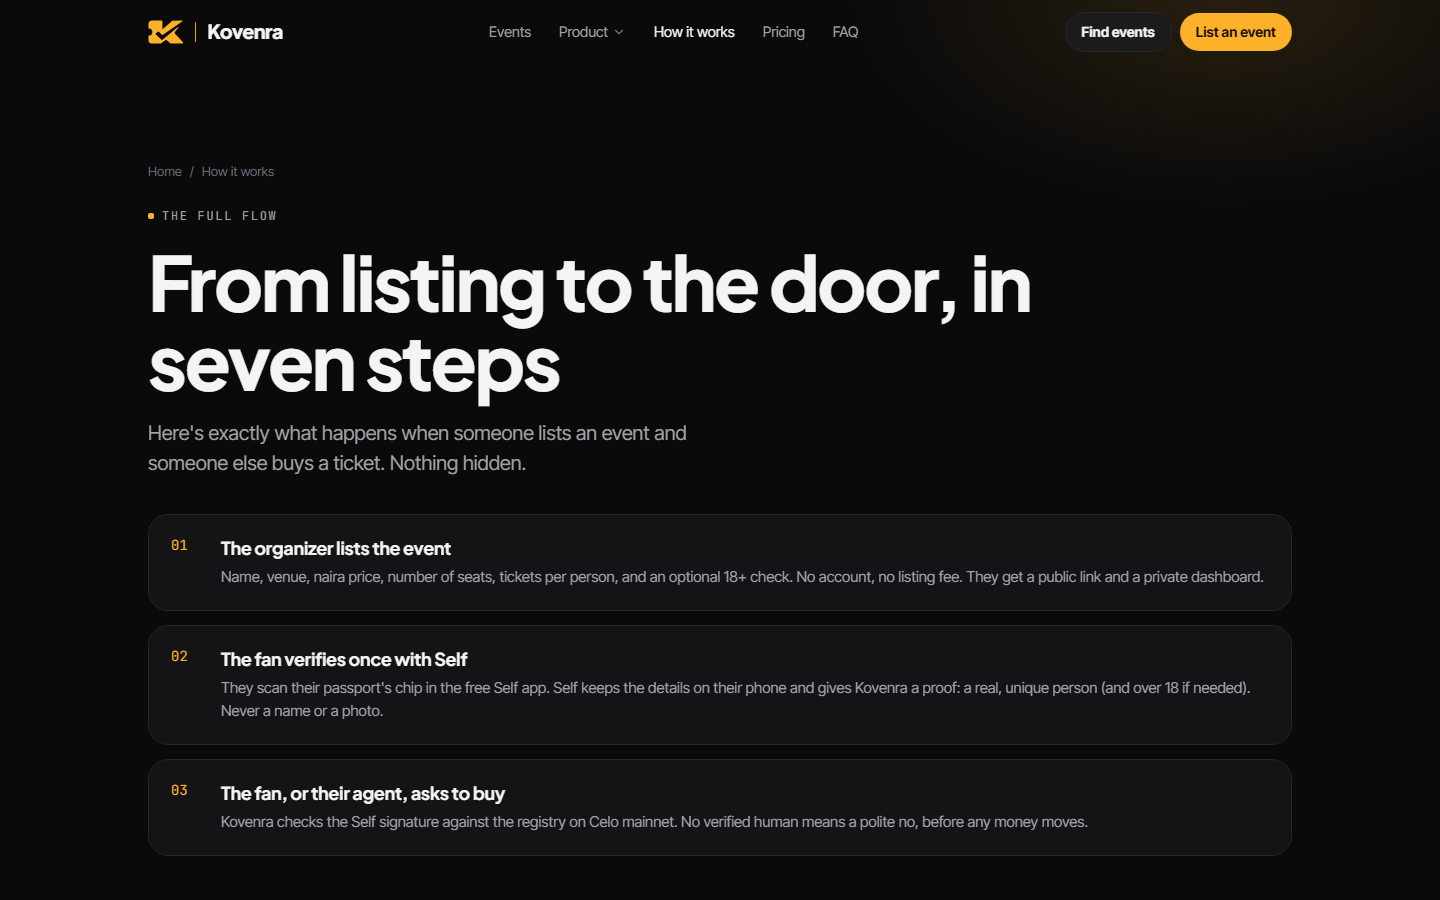 Kovenra
Events
Product
How it works
Pricing
FAQ
Find events
List an event
Home / How it works
THE FULL FLOW
From listing to the door, in
seven steps
Here's exactly what happens when someone lists an event and
someone else buys a ticket. Nothing hidden.
01
The organizer lists the event
Name, venue, naira price, number of seats, tickets per person, and an optional 18+ check. No account, no listing fee. They get a public link and a private dashboard.
02
The fan verifies once with Self
They scan their passport's chip in the free Self app. Self keeps the details on their phone and gives Kovenra a proof: a real, unique person (and over 18 if needed).
Never a name or a photo.
03
The fan, or their agent, asks to buy
Kovenra checks the Self signature against the registry on Celo mainnet. No verified human means a polite no, before any money moves.